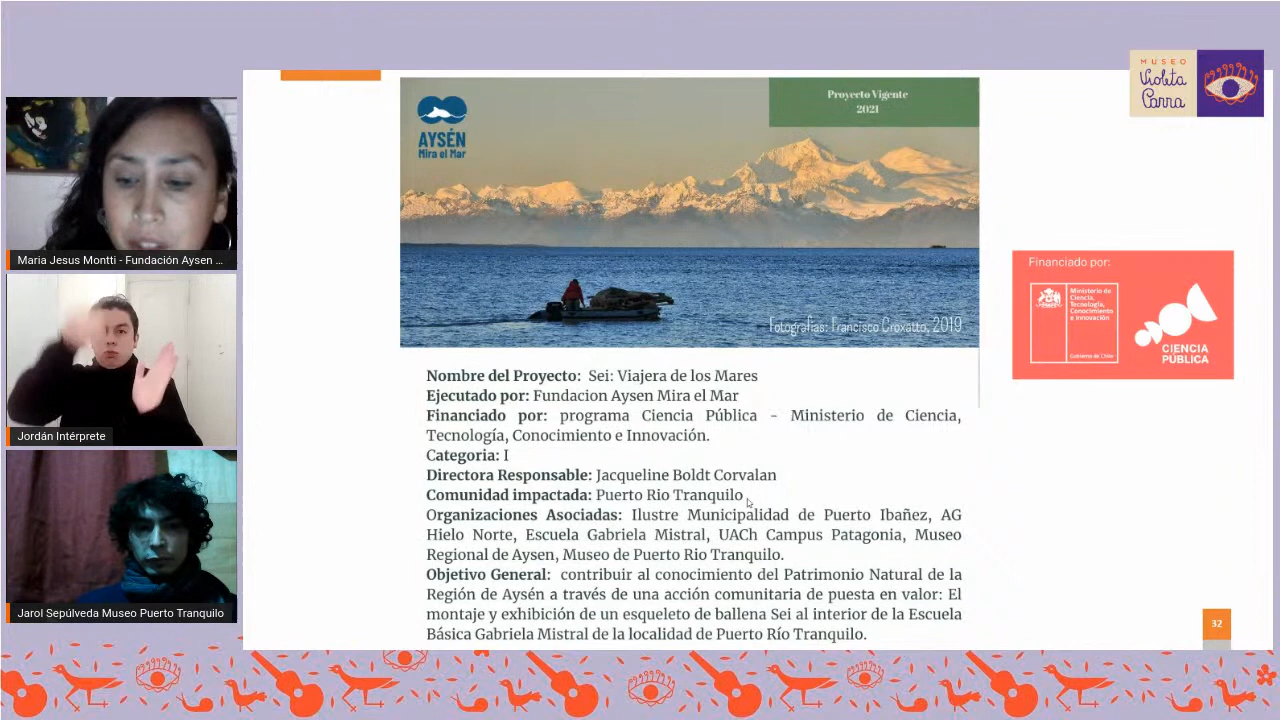 MUSEO
Violeta
Parra
Proyecto Vigente
2021
AYSÉN
Mira el Mar
Fotografias: Francisco Croxatto, 2019
Maria Jesus Montti - Fundación Aysen ...
Jordán Intérprete
Jarol Sepúlveda Museo Puerto Tranquilo
Nombre del Proyecto: Sei: Viajera de los Mares
Ejecutado por: Fundacion Aysen Mira el Mar
Financiado por: programa Ciencia Pública - Ministerio de Ciencia,
Tecnología, Conocimiento e Innovación.
Categoria: I
Directora Responsable: Jacqueline Boldt Corvalan
Comunidad impactada: Puerto Rio Tranquilo
Organizaciones Asociadas: Ilustre Municipalidad de Puerto Ibañez, AG
Hielo Norte, Escuela Gabriela Mistral, UACh Campus Patagonia, Museo
Regional de Aysen, Museo de Puerto Rio Tranquilo.
Objetivo General: contribuir al conocimiento del Patrimonio Natural de la
Región de Aysén a través de una acción comunitaria de puesta en valor: El
montaje y exhibición de un esqueleto de ballena Sei al interior de la Escuela
Básica Gabriela Mistral de la localidad de Puerto Río Tranquilo.
Financiado por:
Ministerio de
Ciencia,
Tecnología,
Conocimiento
e Innovación
Gobierno de Chile
CIENCIA
PÚBLICA
32